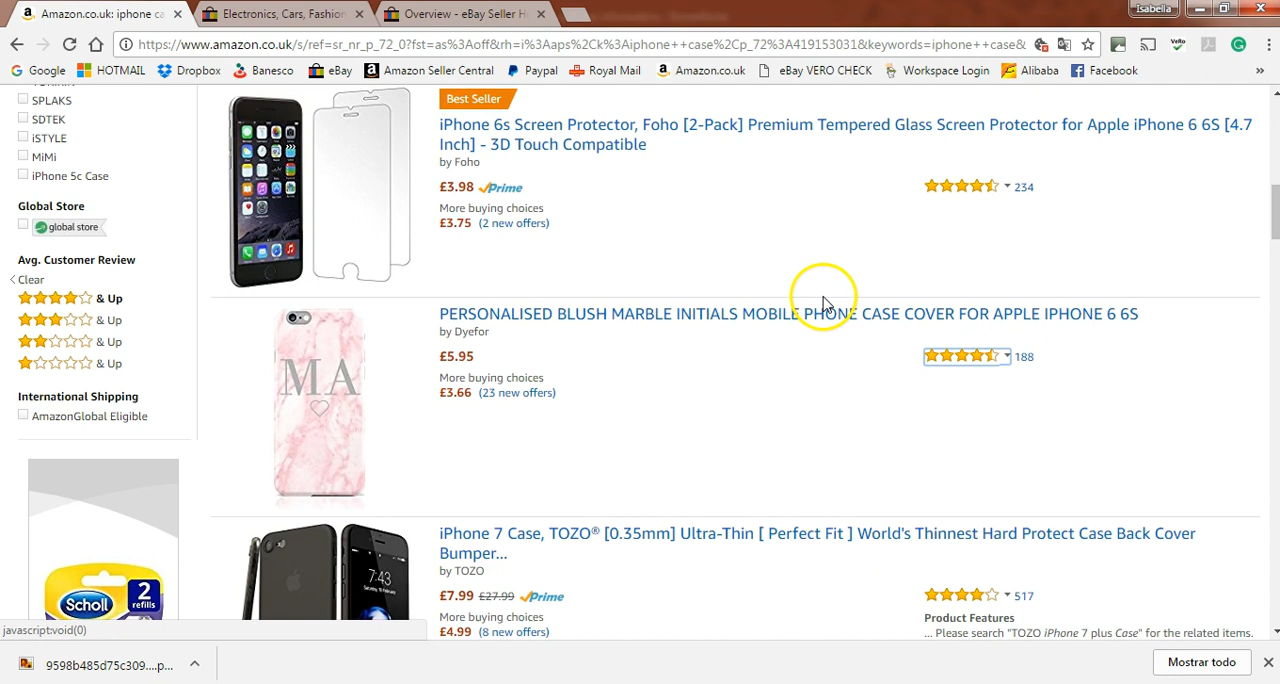 Amazon.co.uk: iphone ca
Electronics, Cars, Fashion
Overview - eBay Seller H
isabella
https://www.amazon.co.uk/s/ref=sr_nr_p_72_0?fst=as%3Aoff&rh=i%3Aaps%2Ck%3Aiphone++case%2Cp_72%3A419153031&keywords=iphone++case&
Google
HOTMAIL
Dropbox
Banesco
eBay
Amazon Seller Central
Paypal
Royal Mail
Amazon.co.uk
eBay VERO CHECK
Workspace Login
Alibaba
Facebook
»
SPLAKS
SDTEK
iSTYLE
MiMi
iPhone 5c Case
Global Store
global store
Avg. Customer Review
Clear
& Up
& Up
& Up
& Up
International Shipping
AmazonGlobal Eligible
Scholl
2
refills
Best Seller
iPhone 6s Screen Protector, Foho [2-Pack] Premium Tempered Glass Screen Protector for Apple iPhone 6 6S [4.7
Inch] - 3D Touch Compatible
by Foho
£3.98 Prime
234
More buying choices
£3.75 (2 new offers)
M A
PERSONALISED BLUSH MARBLE INITIALS MOBILE PHONE CASE COVER FOR APPLE IPHONE 6 6S
by Dyefor
£5.95
188
More buying choices
£3.66 (23 new offers)
7:43
iPhone 7 Case, TOZO® [0.35mm] Ultra-Thin [ Perfect Fit ] World's Thinnest Hard Protect Case Back Cover
Bumper...
by TOZO
£7.99 £27.99 Prime
517
More buying choices
£4.99 (8 new offers)
Product Features
... Please search "TOZO iPhone 7 plus Case" for the related items.
javascript:void(0)
9598b485d75c309....p...
Mostrar todo